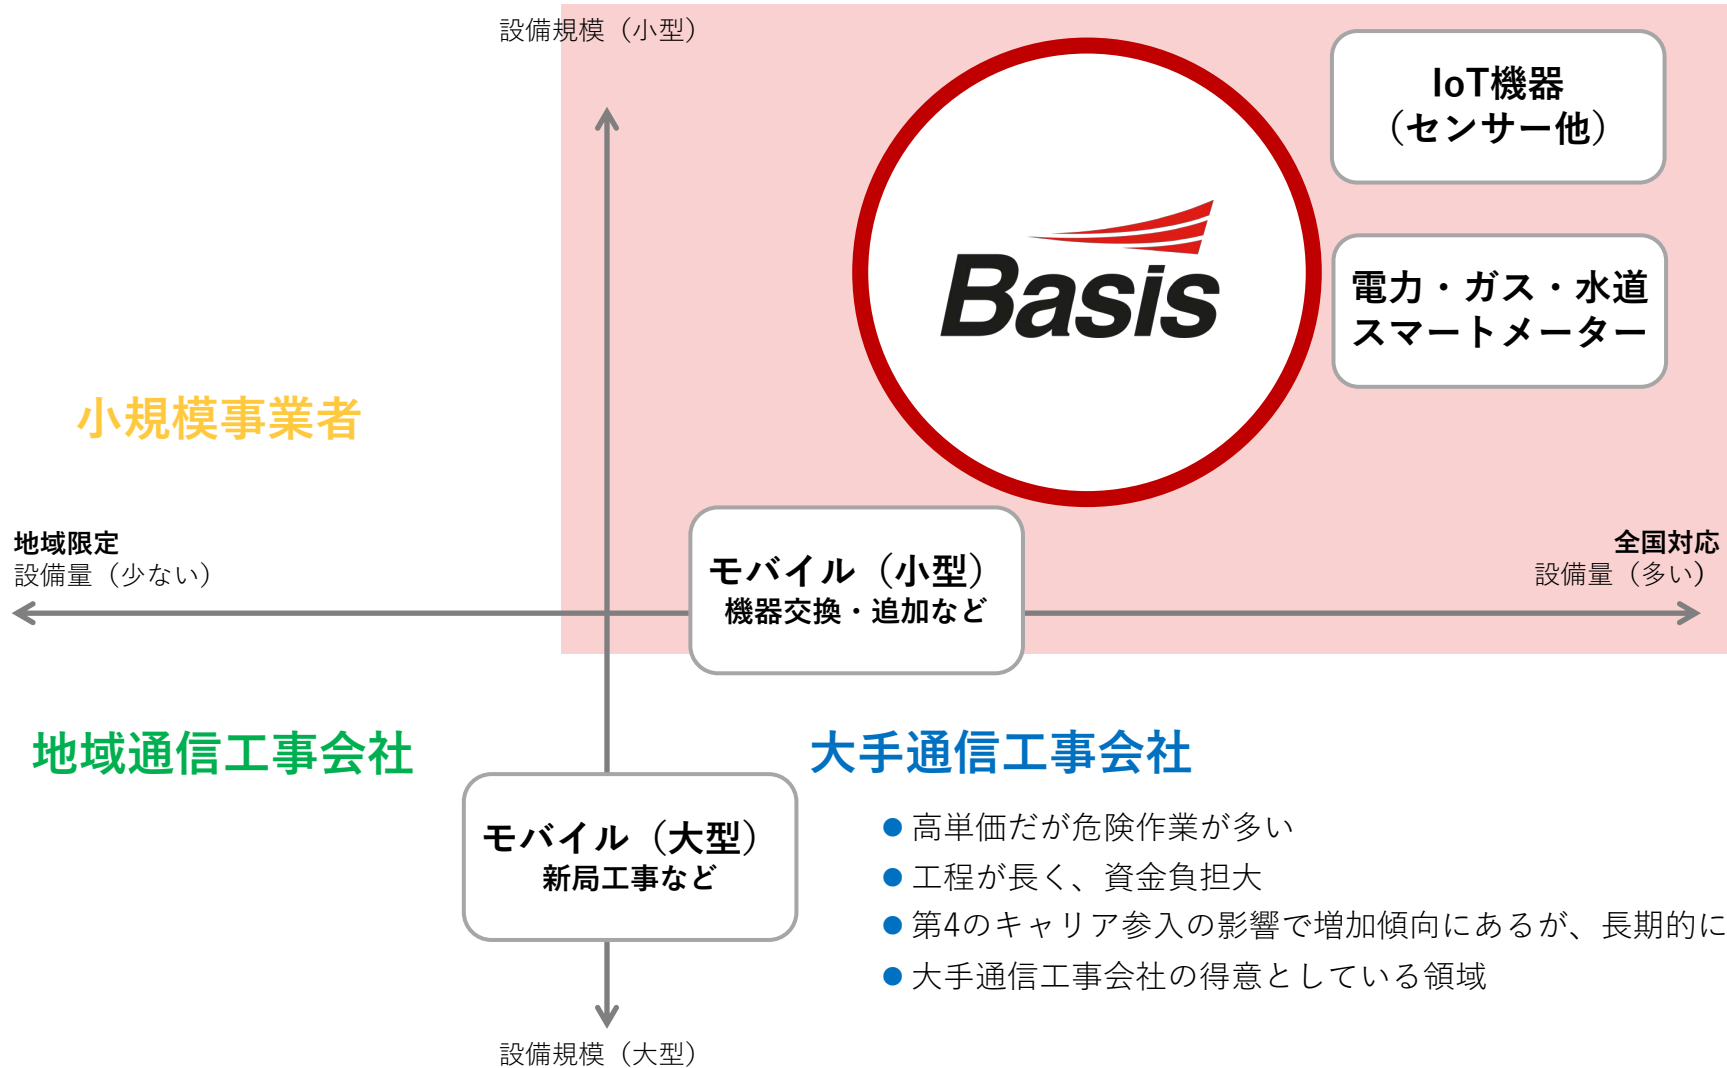 設備規模（小型）
IoT機器
（センサー他）
Basis
電力・ガス・水道
スマートメーター
小規模事業者
地域限定
設備量（少ない）
全国対応
設備量（多い）
モバイル（小型）
機器交換・追加など
地域通信工事会社
大手通信工事会社
モバイル（大型）
新局工事など
● 高単価だが危険作業が多い
● 工程が長く、資金負担大
● 第4のキャリア参入の影響で増加傾向にあるが、長期的に
● 大手通信工事会社の得意としている領域
設備規模（大型）